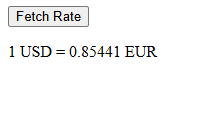 Fetch Rate
1 USD = 0.85441 EUR